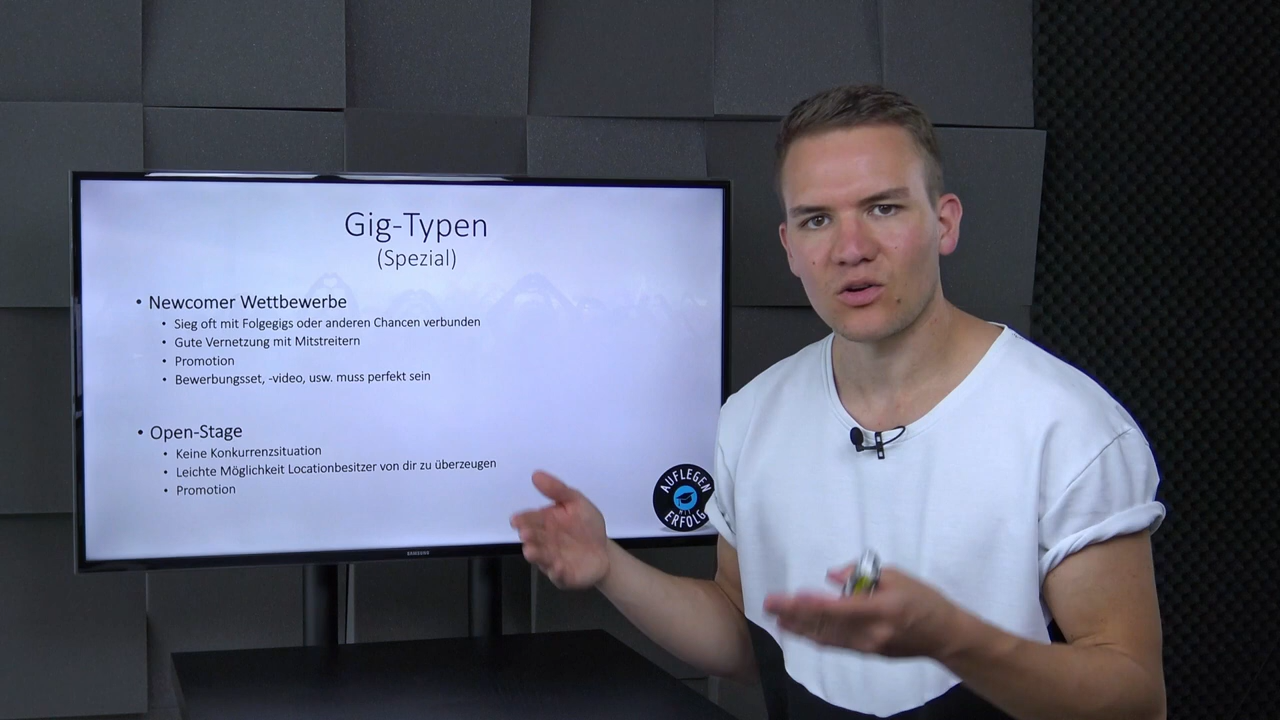 Gig-Typen
(Spezial)
• Newcomer Wettbewerbe
• Sieg oft mit Folgegigs oder anderen Chancen verbunden
• Gute Vernetzung mit Mitstreitern
• Promotion
• Bewerbungsset, -video, usw. muss perfekt sein
• Open-Stage
• Keine Konkurrenzsituation
• Leichte Möglichkeit Locationbesitzer von dir zu überzeugen
• Promotion
AUFLEGEN
MIT
ERFOLG
SAMSUNG